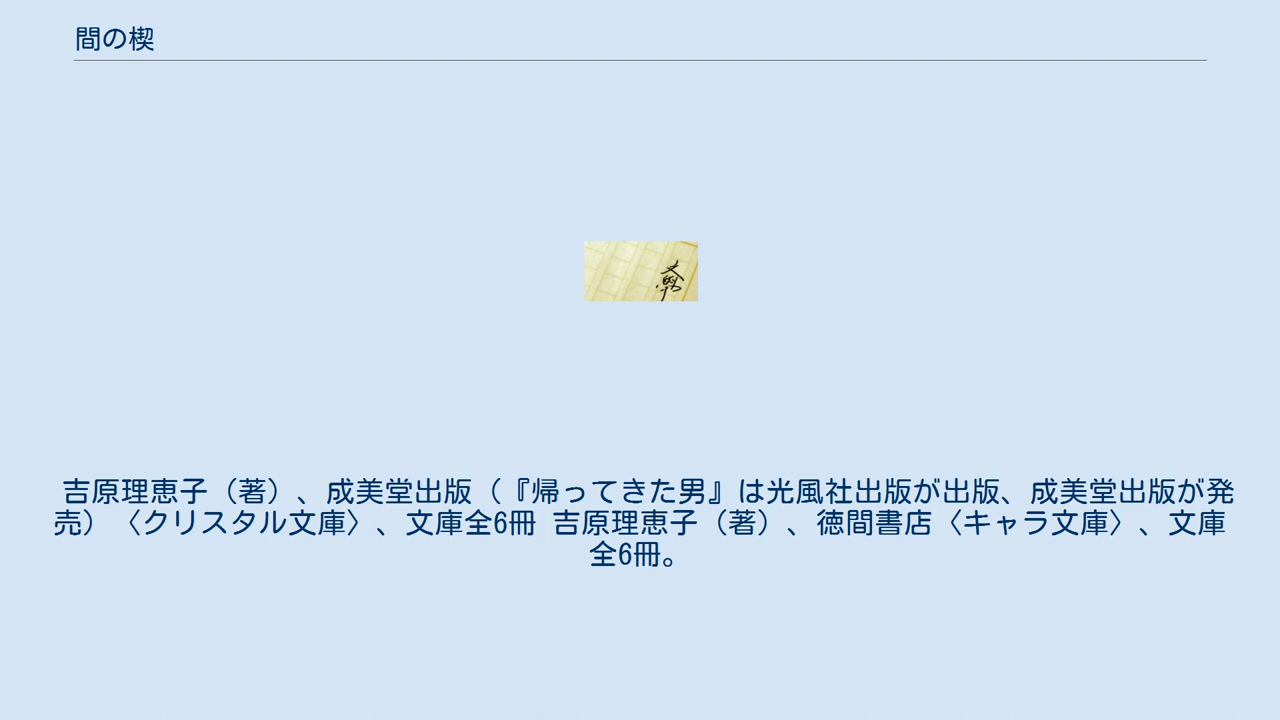 間の楔
吉原理恵子（著）、成美堂出版（『帰ってきた男』は光風社出版が出版、成美堂出版が発
売）〈クリスタル文庫〉、文庫全6冊 吉原理恵子（著）、徳間書店〈キャラ文庫〉、文庫
全6冊。